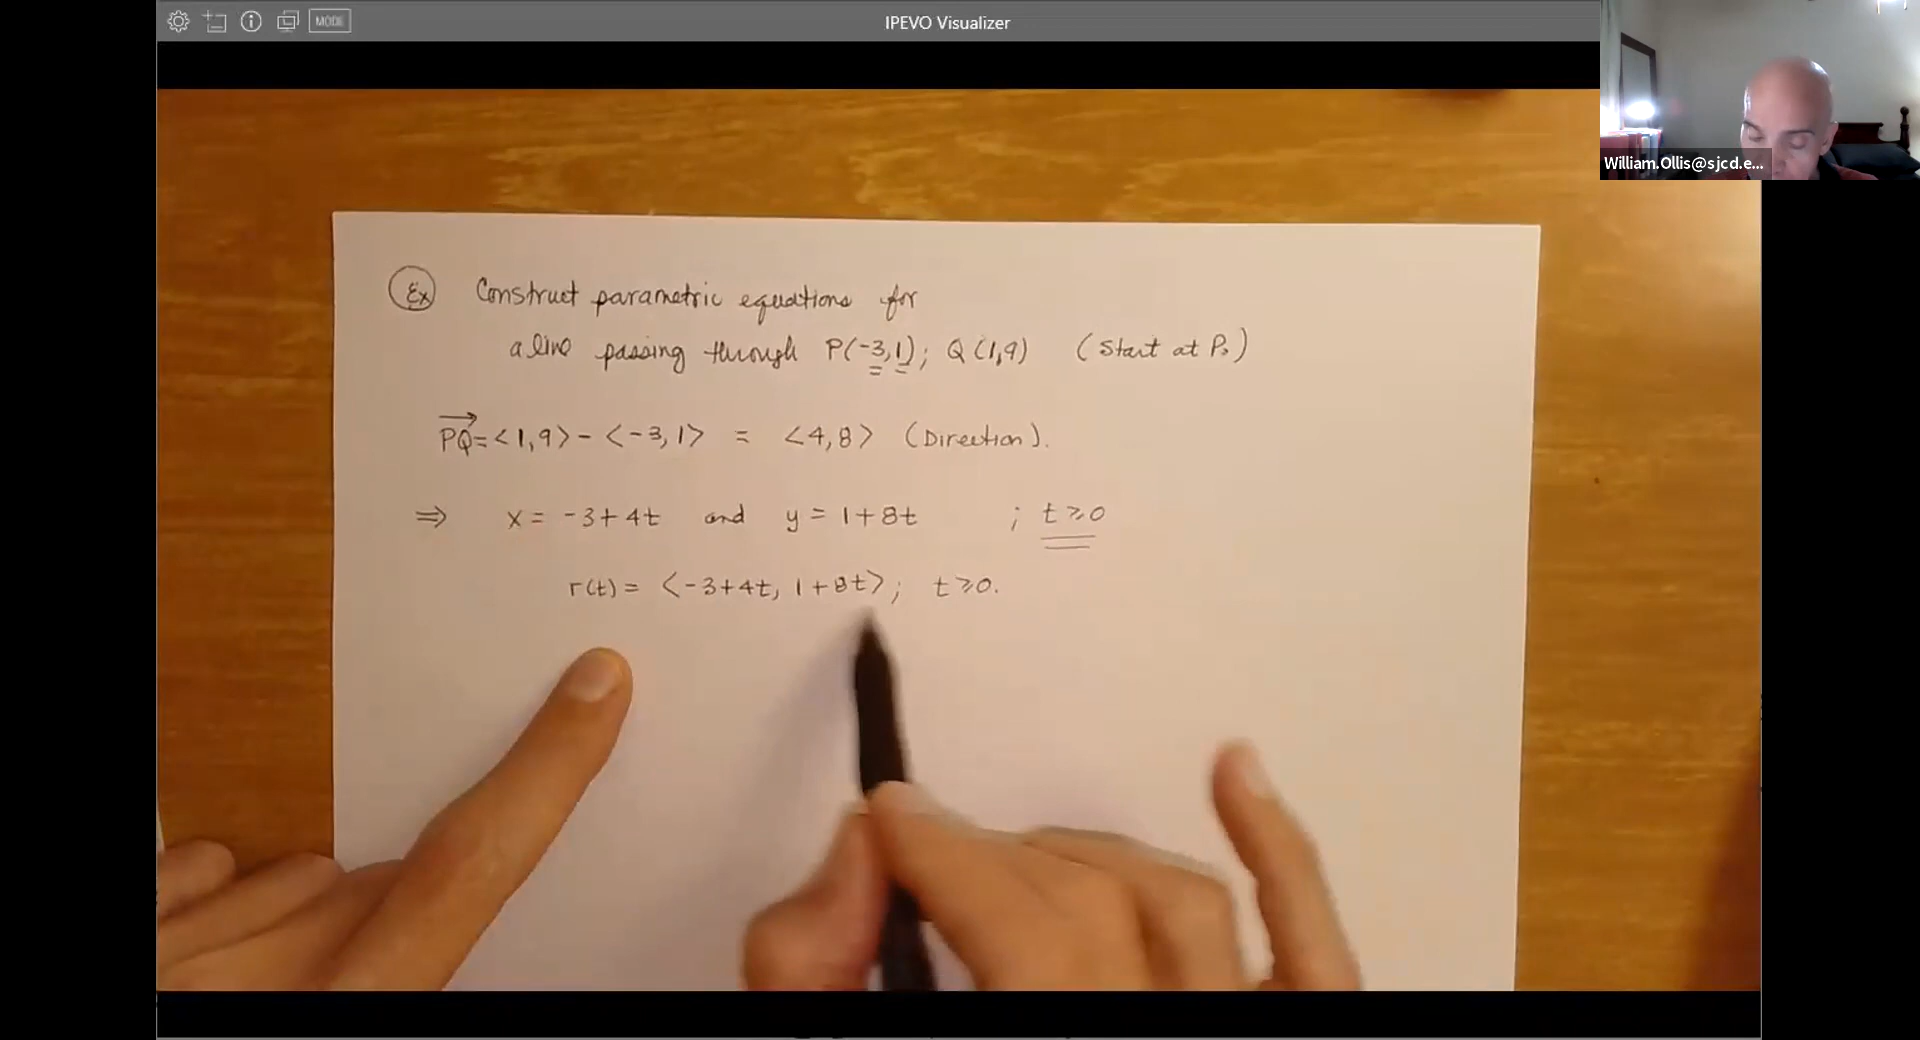 MODE
IPEVO Visualizer
William.Ollis@sjcd.e...
Ex Construct parametric equations for
a line passing through P(-3,1); Q(1,9) (Start at P.)
PQ = <1,9> - <-3,1> = <4,8> (Direction).
⇒ x = -3+4t and y = 1+8t ; t≥0
r(t) = <-3+4t, 1+8t>; t≥0.